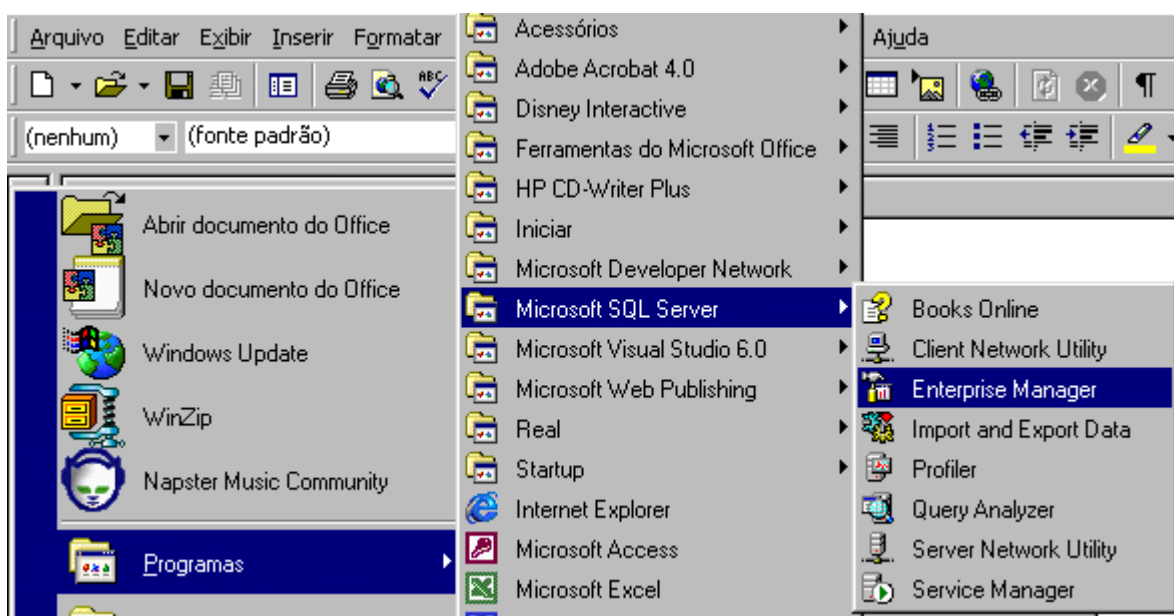 Arquivo Editar Exibir Inserir Formatar
Ajuda
ABC
(nenhum) (fonte padrão)
1
2
3
Abrir documento do Office
Novo documento do Office
Windows Update
WinZip
Napster Music Community
Programas
Acessórios
Adobe Acrobat 4.0
Disney Interactive
Ferramentas do Microsoft Office
HP CD-Writer Plus
Iniciar
Microsoft Developer Network
Microsoft SQL Server
Microsoft Visual Studio 6.0
Microsoft Web Publishing
Real
Startup
Internet Explorer
Microsoft Access
Microsoft Excel
Books Online
Client Network Utility
Enterprise Manager
Import and Export Data
Profiler
Query Analyzer
Server Network Utility
Service Manager